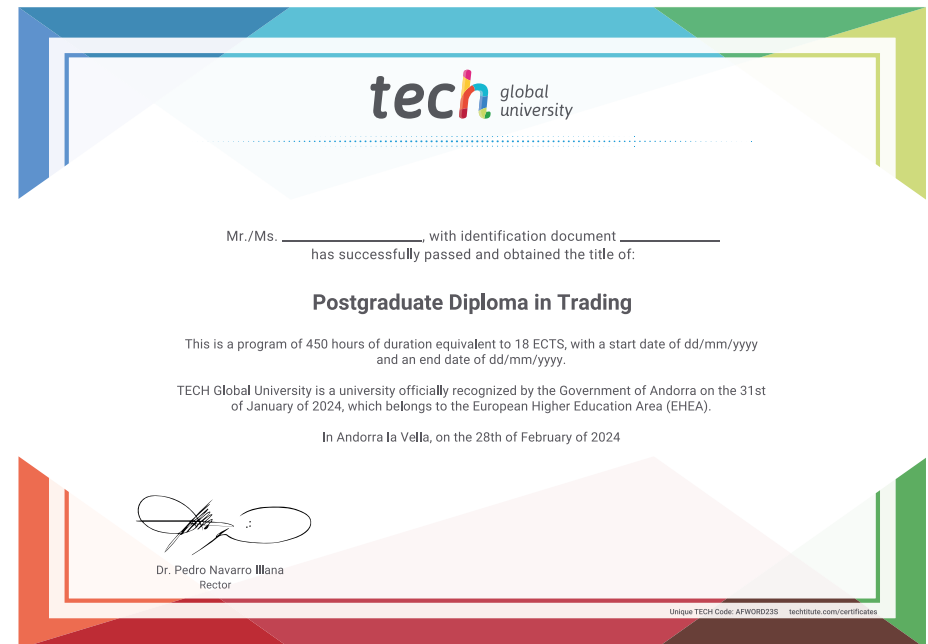 tech global university
Mr./Ms. ____________, with identification document ____________
has successfully passed and obtained the title of:
Postgraduate Diploma in Trading
This is a program of 450 hours of duration equivalent to 18 ECTS, with a start date of dd/mm/yyyy
and an end date of dd/mm/yyyy.
TECH Global University is a university officially recognized by the Government of Andorra on the 31st
of January of 2024, which belongs to the European Higher Education Area (EHEA).
In Andorra la Vella, on the 28th of February of 2024
Dr. Pedro Navarro Illana
Rector
Unique TECH Code: AFWORD23S techtitute.com/certificates